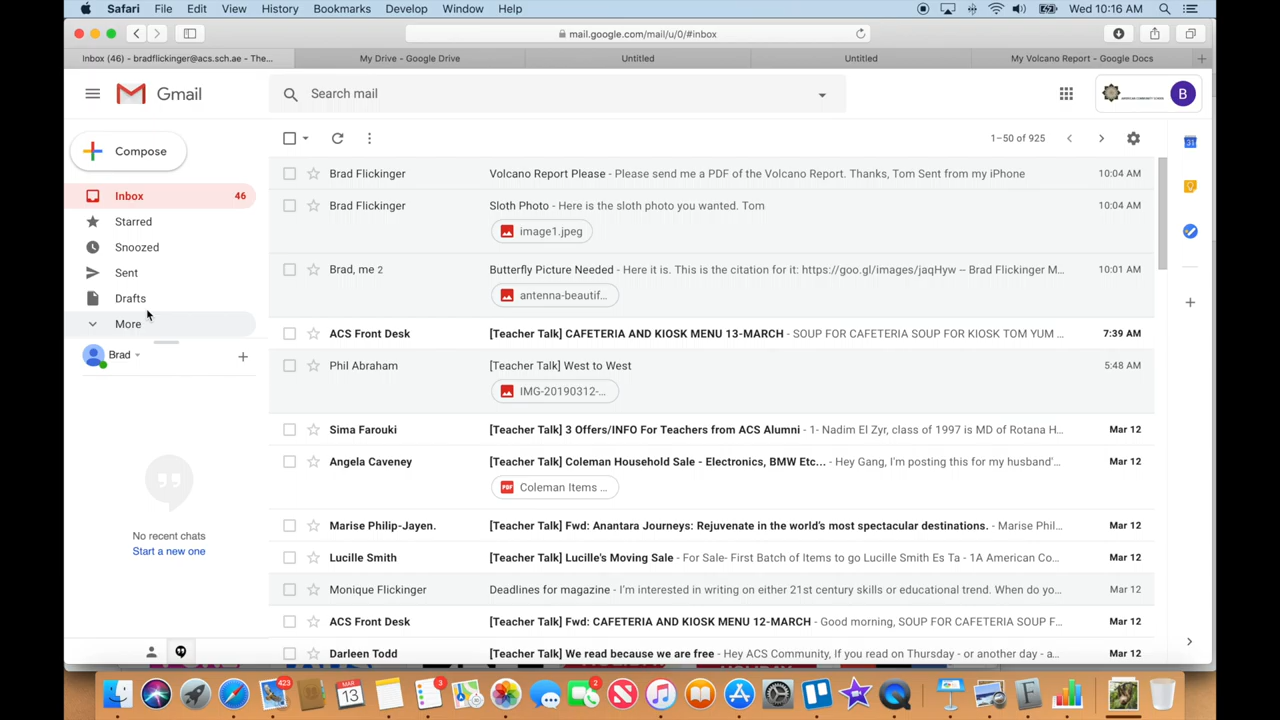 Safari File Edit View History Bookmarks Develop Window Help Wed 10:16 AM
mail.google.com/mail/u/0/#inbox
Inbox (46) - bradflickinger@acs.sch.ae - The... My Drive - Google Drive Untitled Untitled My Volcano Report - Google Docs
Gmail Search mail B
Compose 1–50 of 925
Inbox 46
Starred
Snoozed
Sent
Drafts
More
Brad
No recent chats
Start a new one
Brad Flickinger Volcano Report Please - Please send me a PDF of the Volcano Report. Thanks, Tom Sent from my iPhone 10:04 AM
Brad Flickinger Sloth Photo - Here is the sloth photo you wanted. Tom 10:04 AM
image1.jpeg
Brad, me 2 Butterfly Picture Needed - Here it is. This is the citation for it: https://goo.gl/images/jaqHyw – Brad Flickinger M... 10:01 AM
antenna-beautif...
ACS Front Desk [Teacher Talk] CAFETERIA AND KIOSK MENU 13-MARCH - SOUP FOR CAFETERIA SOUP FOR KIOSK TOM YUM ... 7:39 AM
Phil Abraham [Teacher Talk] West to West 5:48 AM
IMG-20190312-...
Sima Farouki [Teacher Talk] 3 Offers/INFO For Teachers from ACS Alumni - 1- Nadim El Zyr, class of 1997 is MD of Rotana H... Mar 12
Angela Caveney [Teacher Talk] Coleman Household Sale - Electronics, BMW Etc... - Hey Gang, I'm posting this for my husband'... Mar 12
PDF Coleman Items ...
Marise Philip-Jayen. [Teacher Talk] Fwd: Anantara Journeys: Rejuvenate in the world's most spectacular destinations. - Marise Phil... Mar 12
Lucille Smith [Teacher Talk] Lucille's Moving Sale - For Sale- First Batch of Items to go Lucille Smith Es Ta - 1A American Co... Mar 12
Monique Flickinger Deadlines for magazine - I'm interested in writing on either 21st century skills or educational trend. When do yo... Mar 12
ACS Front Desk [Teacher Talk] Fwd: CAFETERIA AND KIOSK MENU 12-MARCH - Good morning, SOUP FOR CAFETERIA SOUP F... Mar 12
Darleen Todd [Teacher Talk] We read because we are free - ACS Community, If you read on Thursday - or another day - a... Mar 12
31
423 MAR 13 3 2